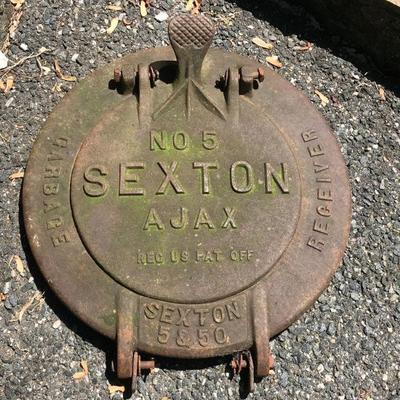 NO 5
SEXTON
AJAX
REG US PAT OFF
GARBAGE
RECEIVER
SEXTON
5 & 50